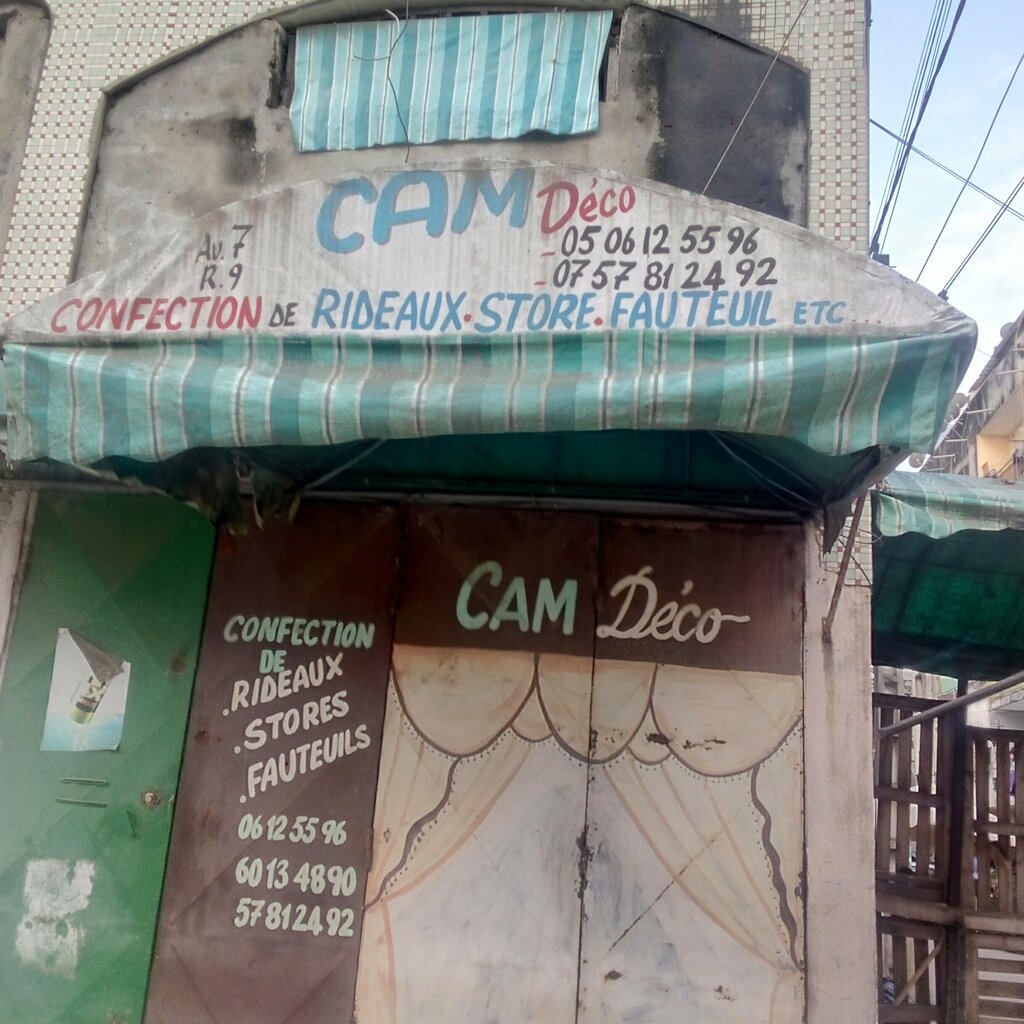 CAM Déco
Av. 7
R. 9
- 05 06 12 55 96
- 07 57 81 24 92
CONFECTION DE RIDEAUX. STORE. FAUTEUIL ETC...
CAM Déco
CONFECTION
DE
.RIDEAUX
.STORES
.FAUTEUILS
06 12 55 96
60 13 48 90
57 81 24 92